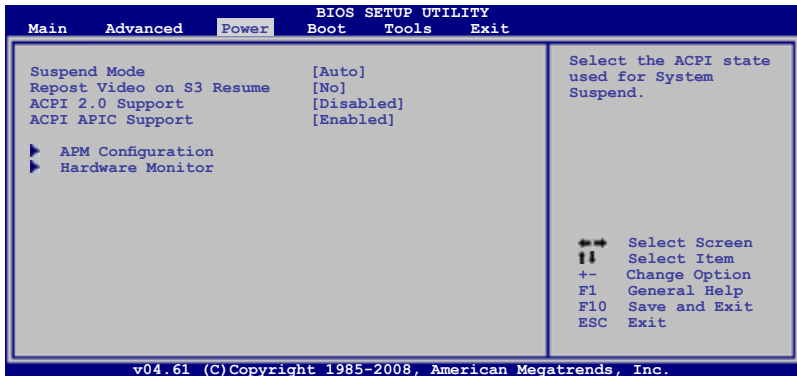 BIOS SETUP UTILITY
Main Advanced Power Boot Tools Exit
Suspend Mode [Auto]
Repost Video on S3 Resume [No]
ACPI 2.0 Support [Disabled]
ACPI APIC Support [Enabled]
APM Configuration
Hardware Monitor
Select the ACPI state
used for System
Suspend.
Select Screen
Select Item
+- Change Option
F1 General Help
F10 Save and Exit
ESC Exit
v04.61 (C)Copyright 1985-2008, American Megatrends, Inc.